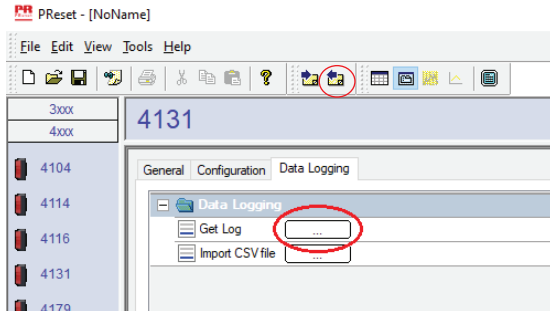 PR PReset - [NoName]
File Edit View Tools Help
3xxx
4xxx
4131
4104
4114
4116
4131
4179
General Configuration Data Logging
Data Logging
Get Log ...
Import CSV file ...